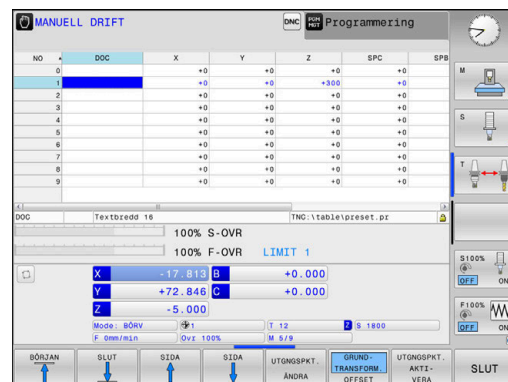 MANUELL DRIFT
DNC
PGM MGT
Programmering
NO DOC X Y Z SPC SPB
0 +0 +0 +0 +0
1 +0 +0 +300 +0
2 +0 +0 +0 +0
3 +0 +0 +0 +0
4 +0 +0 +0 +0
5 +0 +0 +0 +0
6 +0 +0 +0 +0
7 +0 +0 +0 +0
8 +0 +0 +0 +0
9 +0 +0 +0 +0
DOC Textbredd 16 TNC:\table\preset.pr
100% S-OVR
100% F-OVR LIMIT 1
X -17.813 B +0.000
Y +72.846 C +0.000
Z -5.000
Mode: BÖRV 1 T 12 Z S 1800
F 0mm/min Ovr 100% M 5/9
M
S
T
S100%
OFF ON
F100%
OFF ON
BÖRJAN
SLUT
SIDA
SIDA
UTGNGSPKT.
ÄNDRA
GRUND-
TRANSFORM.
OFFSET
UTGNGSPKT.
AKTI-
VERA
SLUT